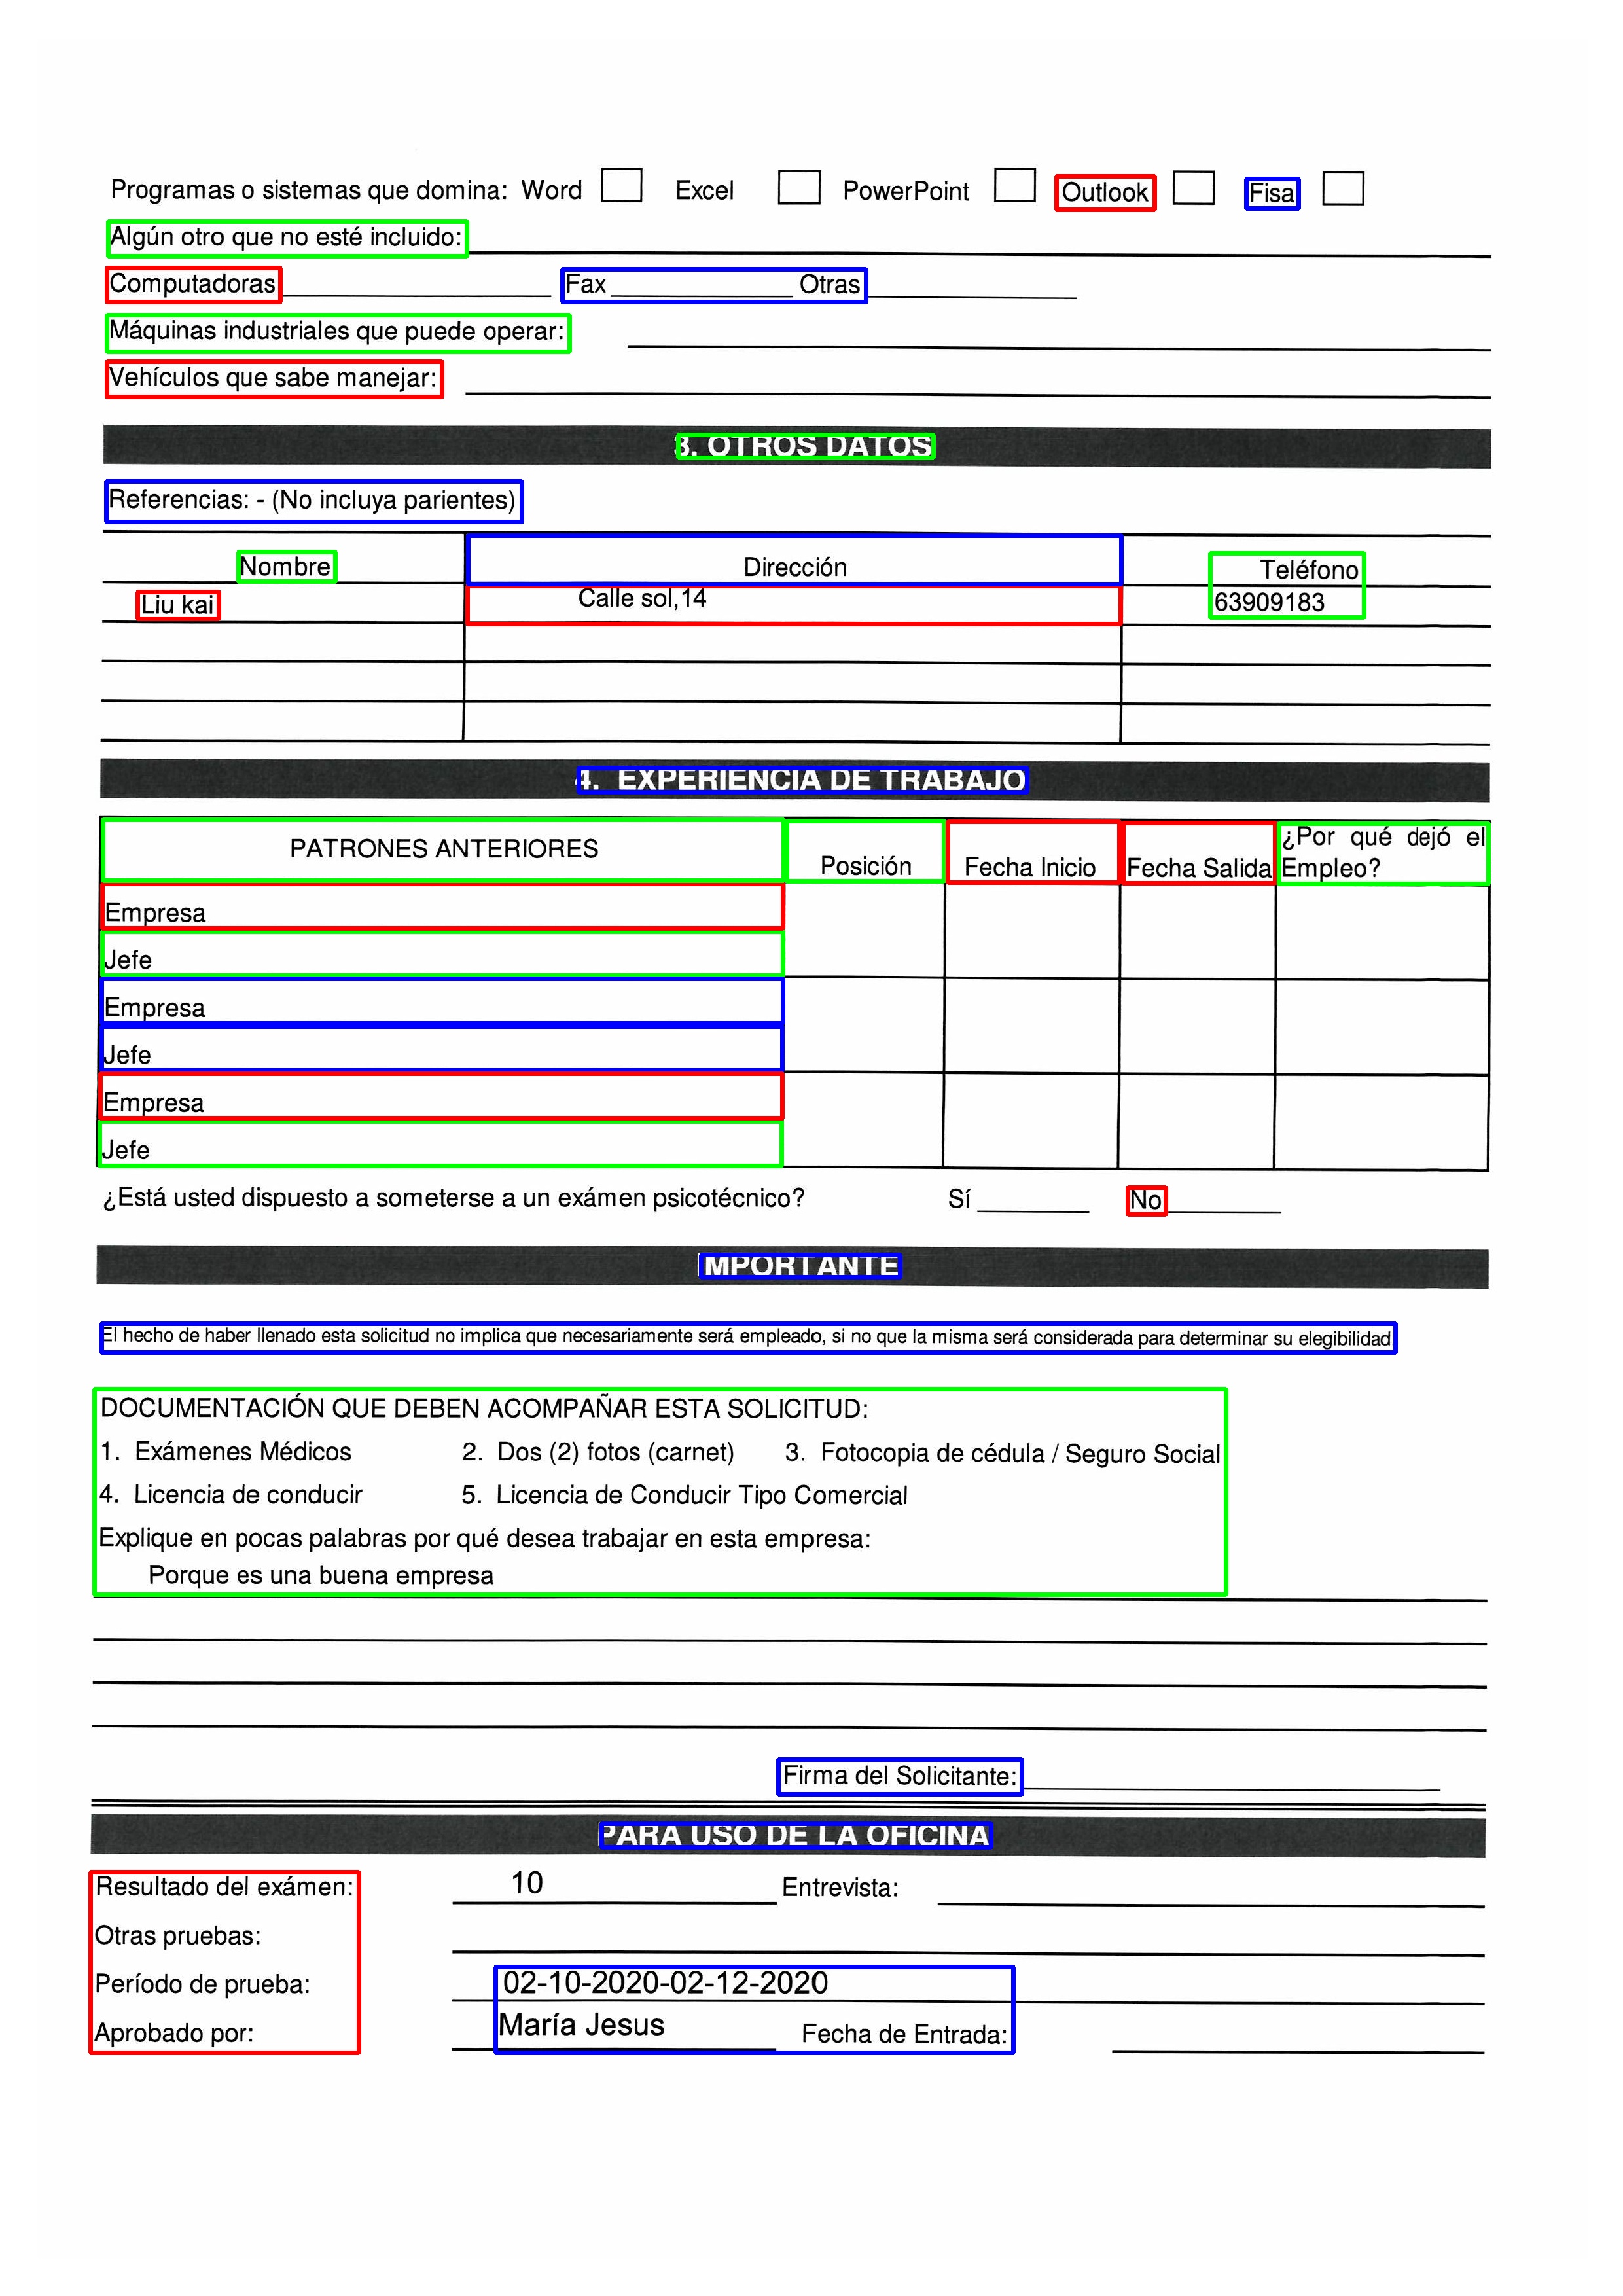 Programas o sistemas que domina: Word Excel PowerPoint Outlook Fisa
Algún otro que no esté incluido:
Computadoras Fax Otras
Máquinas industriales que puede operar:
Vehículos que sabe manejar:
3. OTROS DATOS
Referencias: - (No incluya parientes)
Nombre Dirección Teléfono
Liu kai Calle sol,14 63909183
4. EXPERIENCIA DE TRABAJO
PATRONES ANTERIORES Posición Fecha Inicio Fecha Salida ¿Por qué dejó el
Empleo?
Empresa
Jefe
Empresa
Jefe
Empresa
Jefe
¿Está usted dispuesto a someterse a un exámen psicotécnico? Sí No
IMPORTANTE
El hecho de haber llenado esta solicitud no implica que necesariamente será empleado, si no que la misma será considerada para determinar su elegibilidad.
DOCUMENTACIÓN QUE DEBEN ACOMPAÑAR ESTA SOLICITUD:
1. Exámenes Médicos 2. Dos (2) fotos (carnet) 3. Fotocopia de cédula / Seguro Social
4. Licencia de conducir 5. Licencia de Conducir Tipo Comercial
Explique en pocas palabras por qué desea trabajar en esta empresa:
Porque es una buena empresa
Firma del Solicitante:
PARA USO DE LA OFICINA
Resultado del exámen: 10 Entrevista:
Otras pruebas:
Período de prueba: 02-10-2020-02-12-2020
Aprobado por: María Jesus Fecha de Entrada: